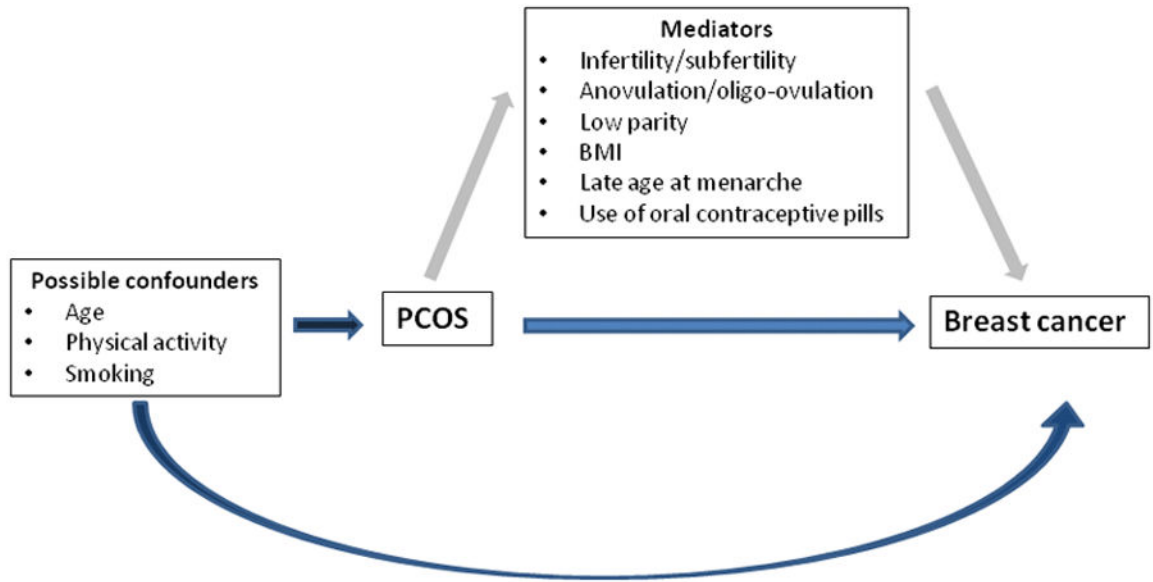 Mediators
• Infertility/subfertility
• Anovulation/oligo-ovulation
• Low parity
• BMI
• Late age at menarche
• Use of oral contraceptive pills
Possible confounders
• Age
• Physical activity
• Smoking
PCOS
Breast cancer